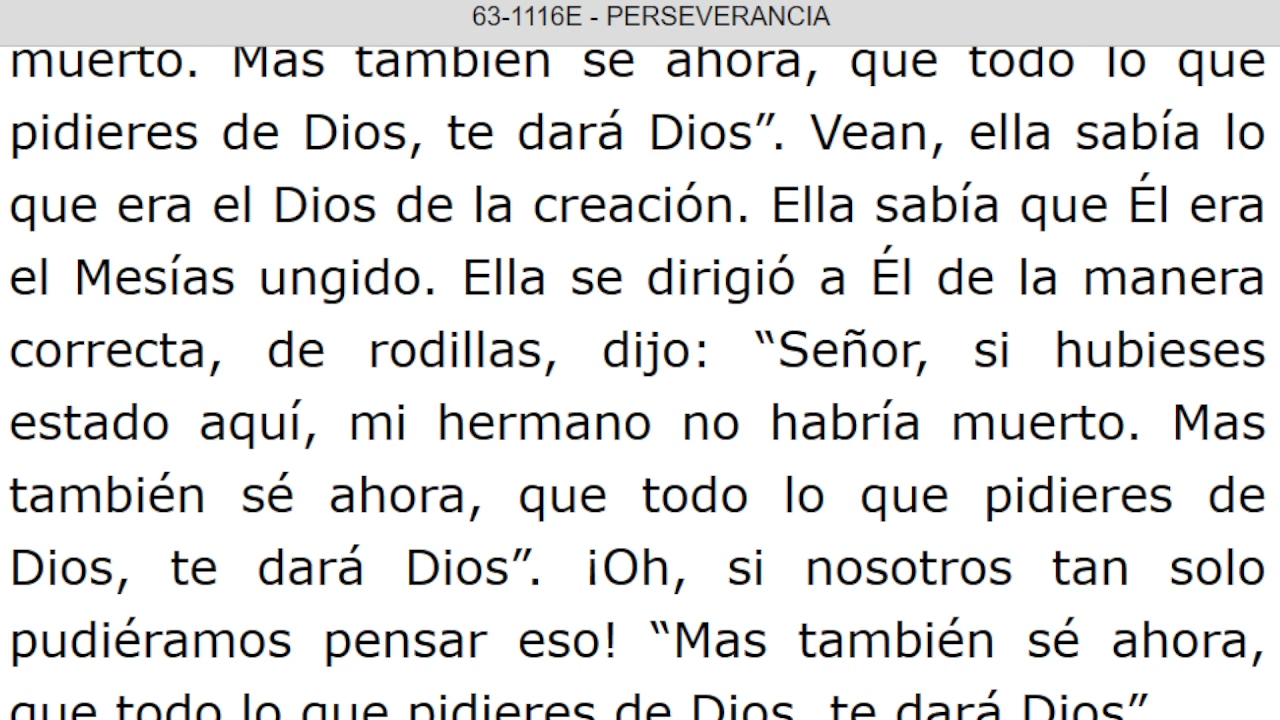 63-1116E - PERSEVERANCIA
muerto. Mas también sé ahora, que todo lo que
pidieres de Dios, te dará Dios”. Vean, ella sabía lo
que era el Dios de la creación. Ella sabía que Él era
el Mesías ungido. Ella se dirigió a Él de la manera
correcta, de rodillas, dijo: “Señor, si hubieses
estado aquí, mi hermano no habría muerto. Mas
también sé ahora, que todo lo que pidieres de
Dios, te dará Dios”. ¡Oh, si nosotros tan solo
pudiéramos pensar eso! “Mas también sé ahora,
que todo lo que pidieres de Dios, te dará Dios”